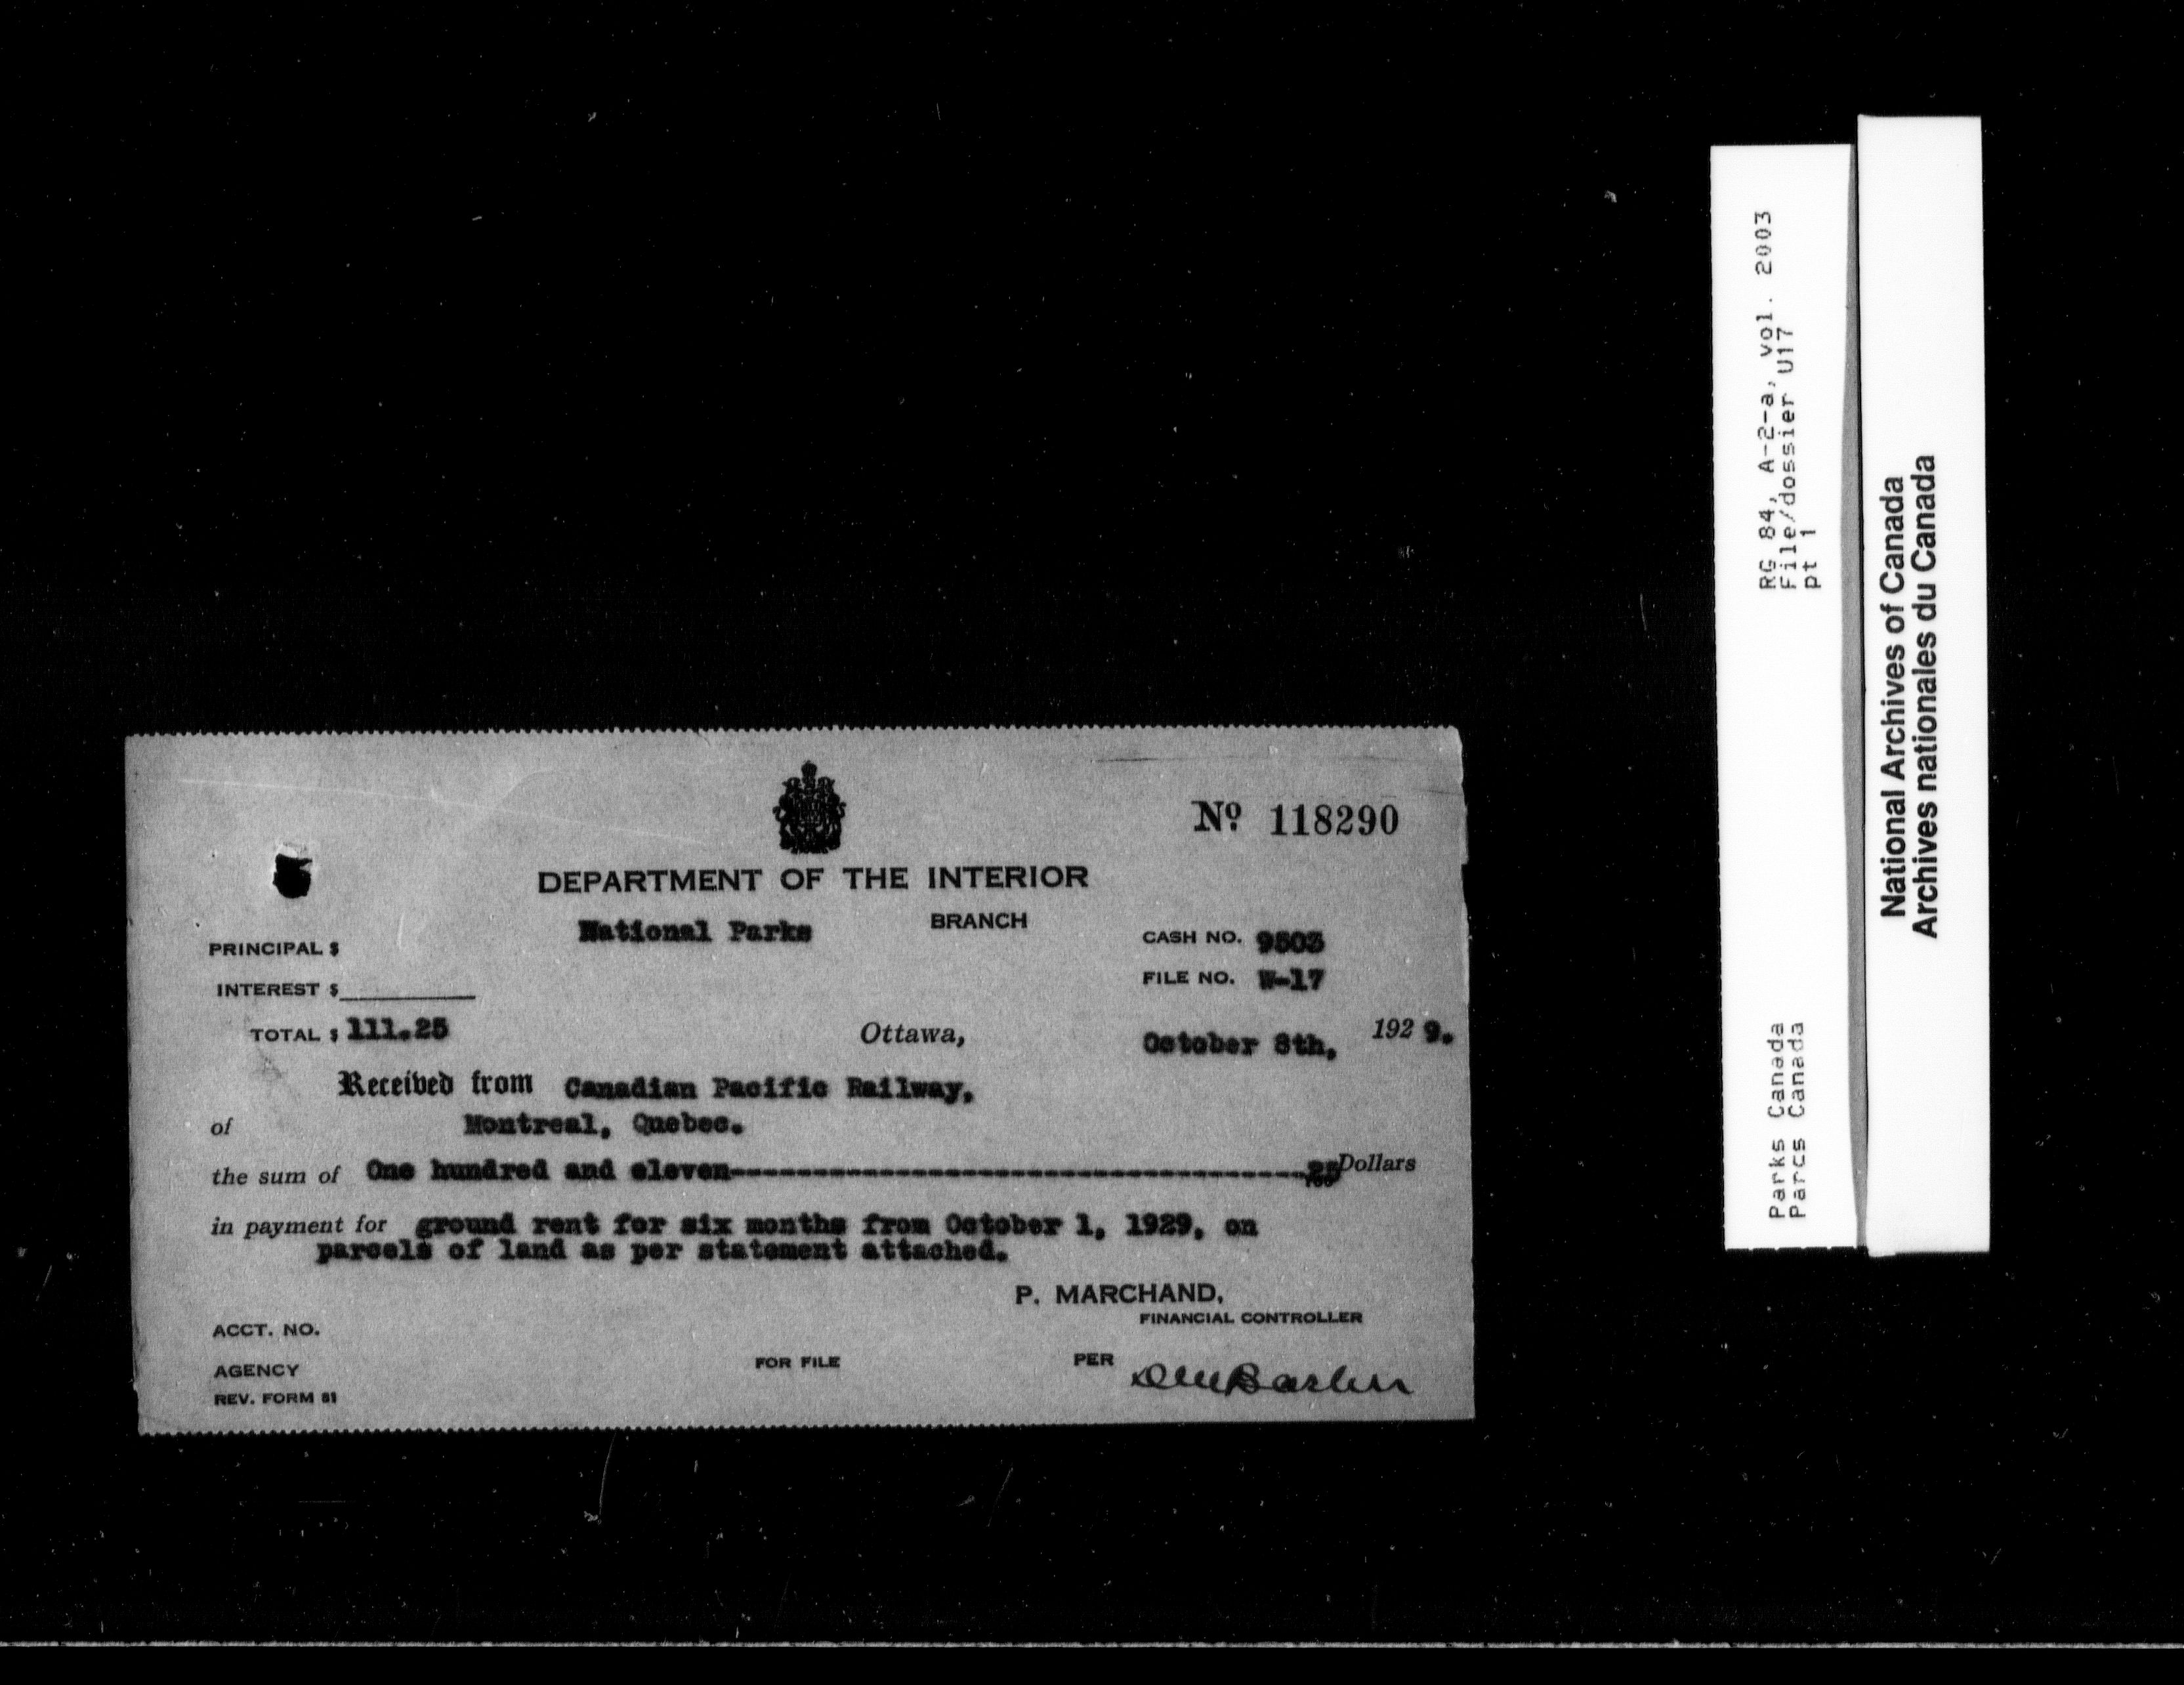 Nº 118290
DEPARTMENT OF THE INTERIOR
National Parks BRANCH
PRINCIPAL $
CASH NO. 9503
INTEREST $
FILE NO. W-17
TOTAL $ 111.25
Ottawa, October 8th, 1929.
Received from Canadian Pacific Railway,
of Montreal, Quebec.
the sum of One hundred and eleven---------------------------------------25/100 Dollars
in payment for ground rent for six months from October 1, 1929, on
parcels of land as per statement attached.
P. MARCHAND,
FINANCIAL CONTROLLER
ACCT. NO.
AGENCY
FOR FILE
PER
REV. FORM 81
RG 84, A-2-a, vol. 2003
File/dossier U17
pt 1
Parks Canada
Parcs Canada
National Archives of Canada
Archives nationales du Canada